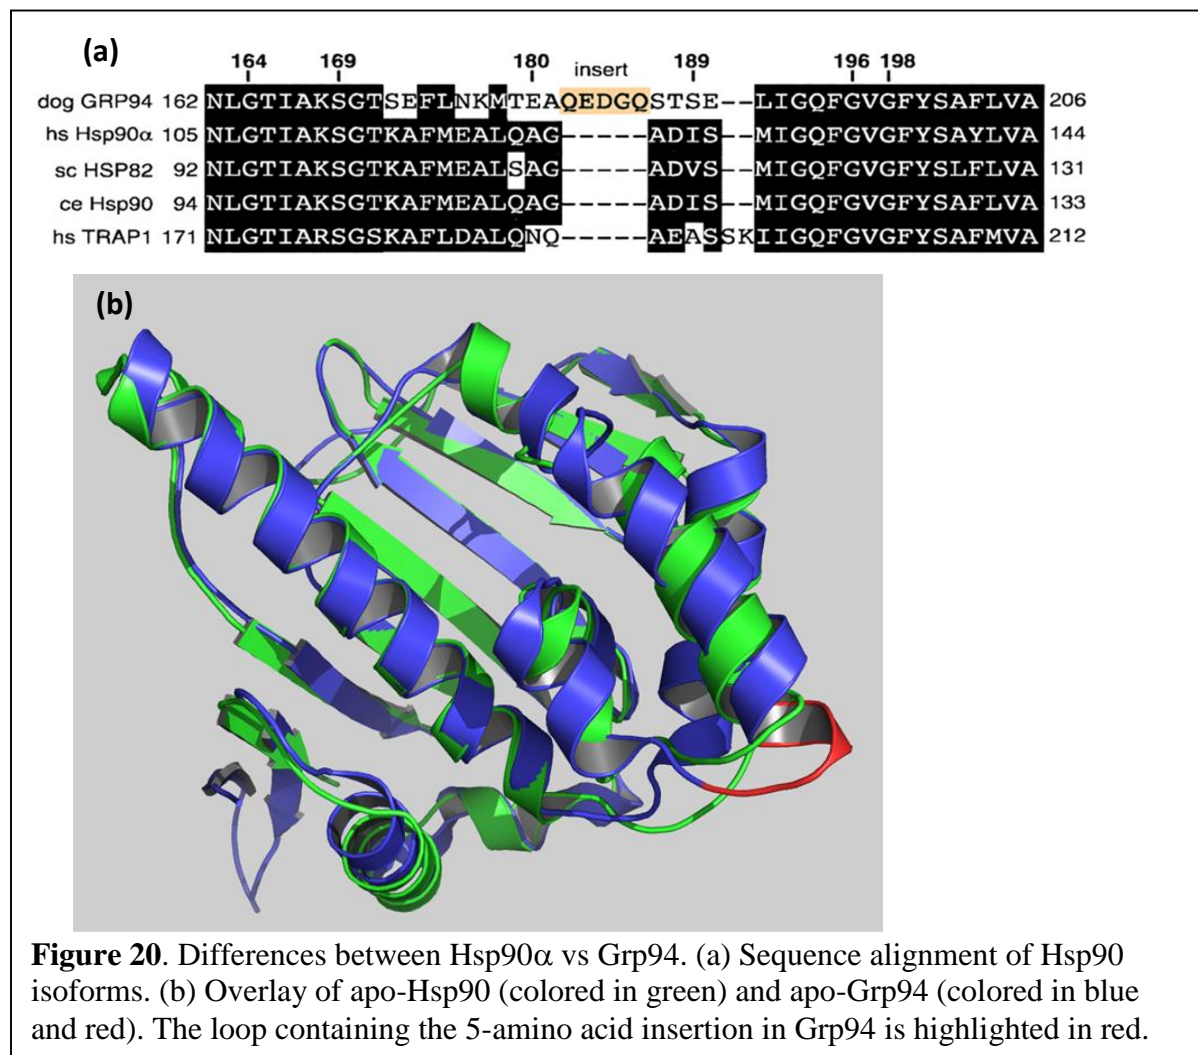 (a)
164 169 180 insert 189 196 198
dog GRP94 162 NLGTIAKSGTSEFLNKMTEAQEDGQSTSE--LIGQFGVGFYSAFLVA 206
hs Hsp90α 105 NLGTIAKSGTKAFMEALQAG-----ADIS--MIGQFGVGFYSAYLVA 144
sc HSP82 92 NLGTIAKSGTKAFMEALSAG-----ADVS--MIGQFGVGFYSLFLVA 131
ce Hsp90 94 NLGTIAKSGTKAFMEALQAG-----ADIS--MIGQFGVGFYSAFLVA 133
hs TRAP1 171 NLGTIARSGSKAFLDALQNQ-----AEASSKIIGQFGVGFYSAFMVA 212
(b)
Figure 20. Differences between Hsp90α vs Grp94. (a) Sequence alignment of Hsp90
isoforms. (b) Overlay of apo-Hsp90 (colored in green) and apo-Grp94 (colored in blue
and red). The loop containing the 5-amino acid insertion in Grp94 is highlighted in red.